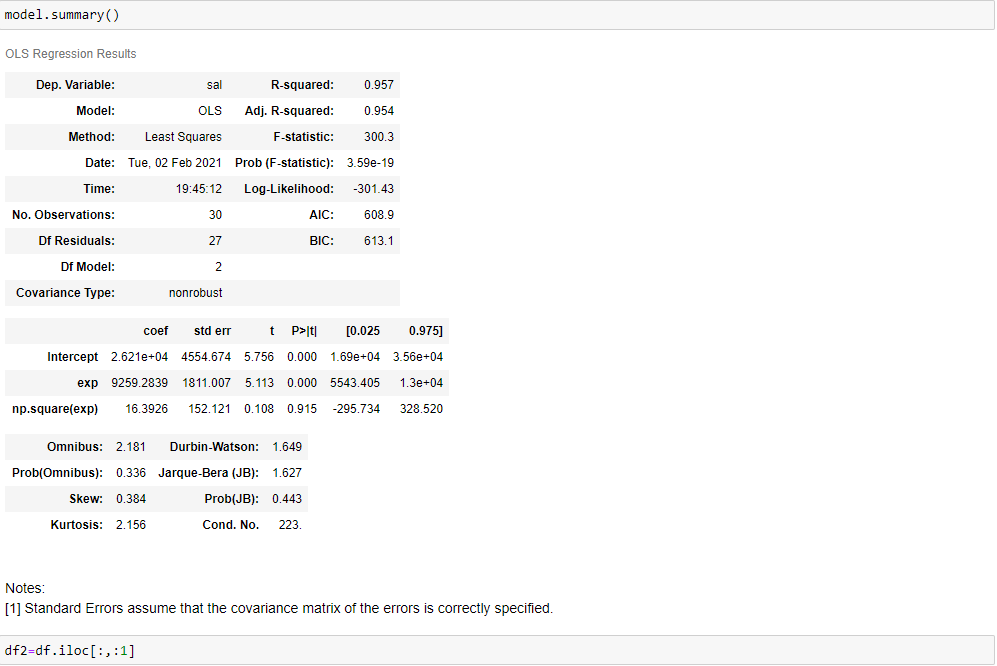 model.summary()
OLS Regression Results
Dep. Variable: sal R-squared: 0.957
Model: OLS Adj. R-squared: 0.954
Method: Least Squares F-statistic: 300.3
Date: Tue, 02 Feb 2021 Prob (F-statistic): 3.59e-19
Time: 19:45:12 Log-Likelihood: -301.43
No. Observations: 30 AIC: 608.9
Df Residuals: 27 BIC: 613.1
Df Model: 2
Covariance Type: nonrobust
coef std err t P>|t| [0.025 0.975]
Intercept 2.621e+04 4554.674 5.756 0.000 1.69e+04 3.56e+04
exp 9259.2839 1811.007 5.113 0.000 5543.405 1.3e+04
np.square(exp) 16.3926 152.121 0.108 0.915 -295.734 328.520
Omnibus: 2.181 Durbin-Watson: 1.649
Prob(Omnibus): 0.336 Jarque-Bera (JB): 1.627
Skew: 0.384 Prob(JB): 0.443
Kurtosis: 2.156 Cond. No. 223.
Notes:
[1] Standard Errors assume that the covariance matrix of the errors is correctly specified.
df2=df.iloc[:,:1]